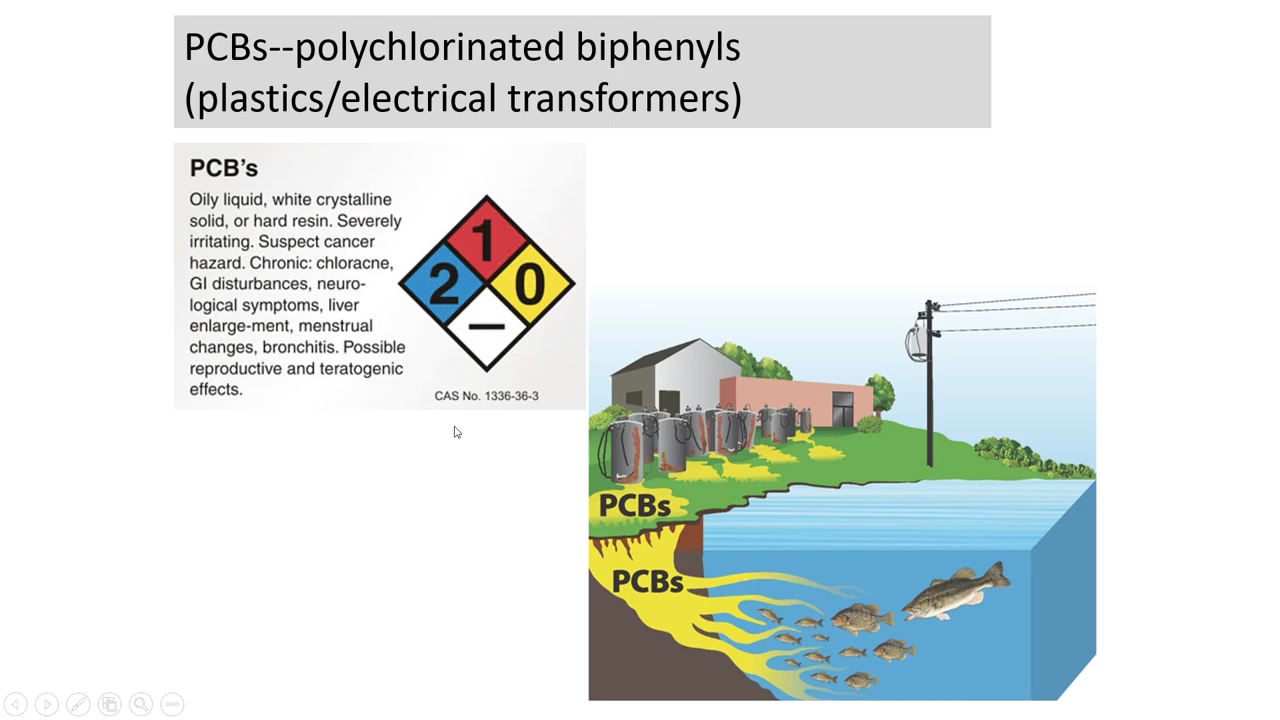 PCBs--polychlorinated biphenyls
(plastics/electrical transformers)
PCB's
Oily liquid, white crystalline
solid, or hard resin. Severely
irritating. Suspect cancer
hazard. Chronic: chloracne,
GI disturbances, neuro-
logical symptoms, liver
enlarge-ment, menstrual
changes, bronchitis. Possible
reproductive and teratogenic
effects.
1
2
0
—
CAS No. 1336-36-3
PCBs
PCBs